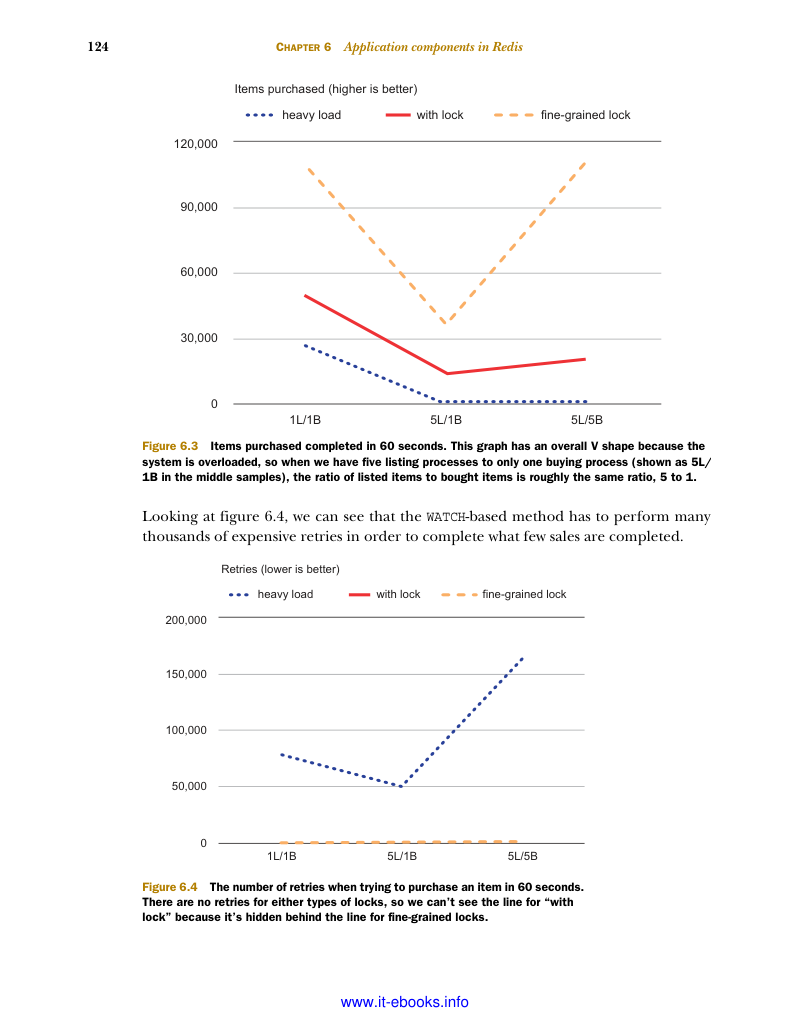 124
CHAPTER 6 Application components in Redis
Items purchased (higher is better)
heavy load with lock fine-grained lock
120,000
90,000
60,000
30,000
0
1L/1B 5L/1B 5L/5B
Figure 6.3 Items purchased completed in 60 seconds. This graph has an overall V shape because the
system is overloaded, so when we have five listing processes to only one buying process (shown as 5L/
1B in the middle samples), the ratio of listed items to bought items is roughly the same ratio, 5 to 1.
Looking at figure 6.4, we can see that the WATCH-based method has to perform many
thousands of expensive retries in order to complete what few sales are completed.
Retries (lower is better)
heavy load with lock fine-grained lock
200,000
150,000
100,000
50,000
0
1L/1B 5L/1B 5L/5B
Figure 6.4 The number of retries when trying to purchase an item in 60 seconds.
There are no retries for either types of locks, so we can’t see the line for “with
lock” because it’s hidden behind the line for fine-grained locks.
www.it-ebooks.info